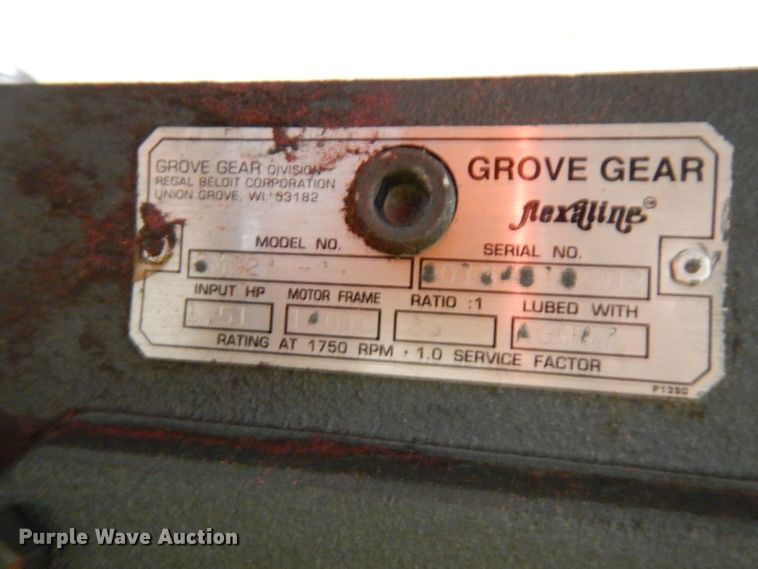 GROVE GEAR DIVISION
REGAL BELOIT CORPORATION
UNION GROVE, WI. 53182
GROVE GEAR
flexaline
TM
MODEL NO.
SERIAL NO.
INPUT HP
MOTOR FRAME
RATIO :1
LUBED WITH
RATING AT 1750 RPM · 1.0 SERVICE FACTOR
P1350
Purple Wave Auction